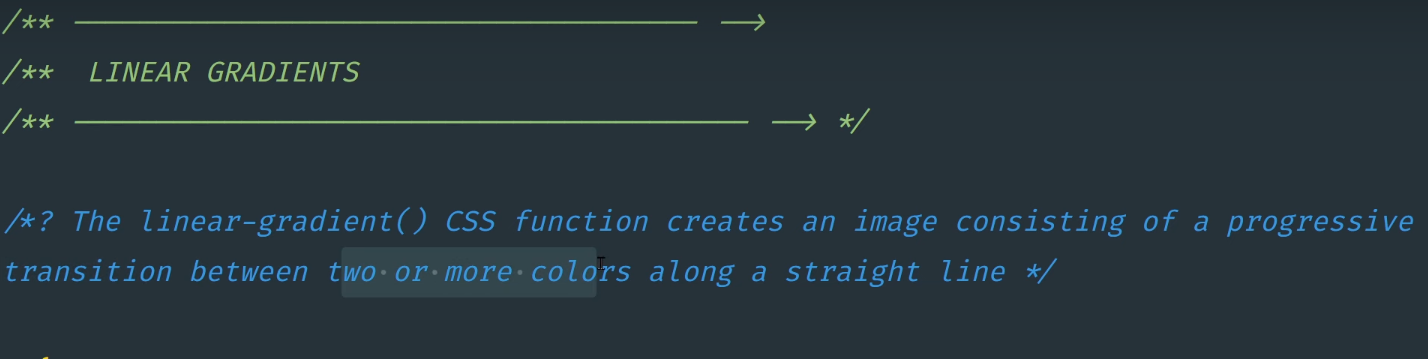 /** ————————————————————————————————————— -->
/**  LINEAR GRADIENTS
/** ———————————————————————————————————————— --> */
/*? The linear-gradient() CSS function creates an image consisting of a progressive
transition between two or more colors along a straight line */